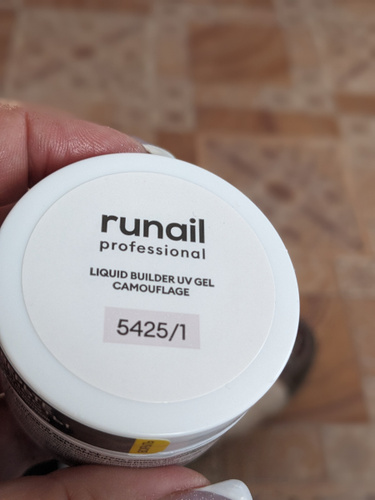 runail
professional
LIQUID BUILDER UV GEL
CAMOUFLAGE
5425/1